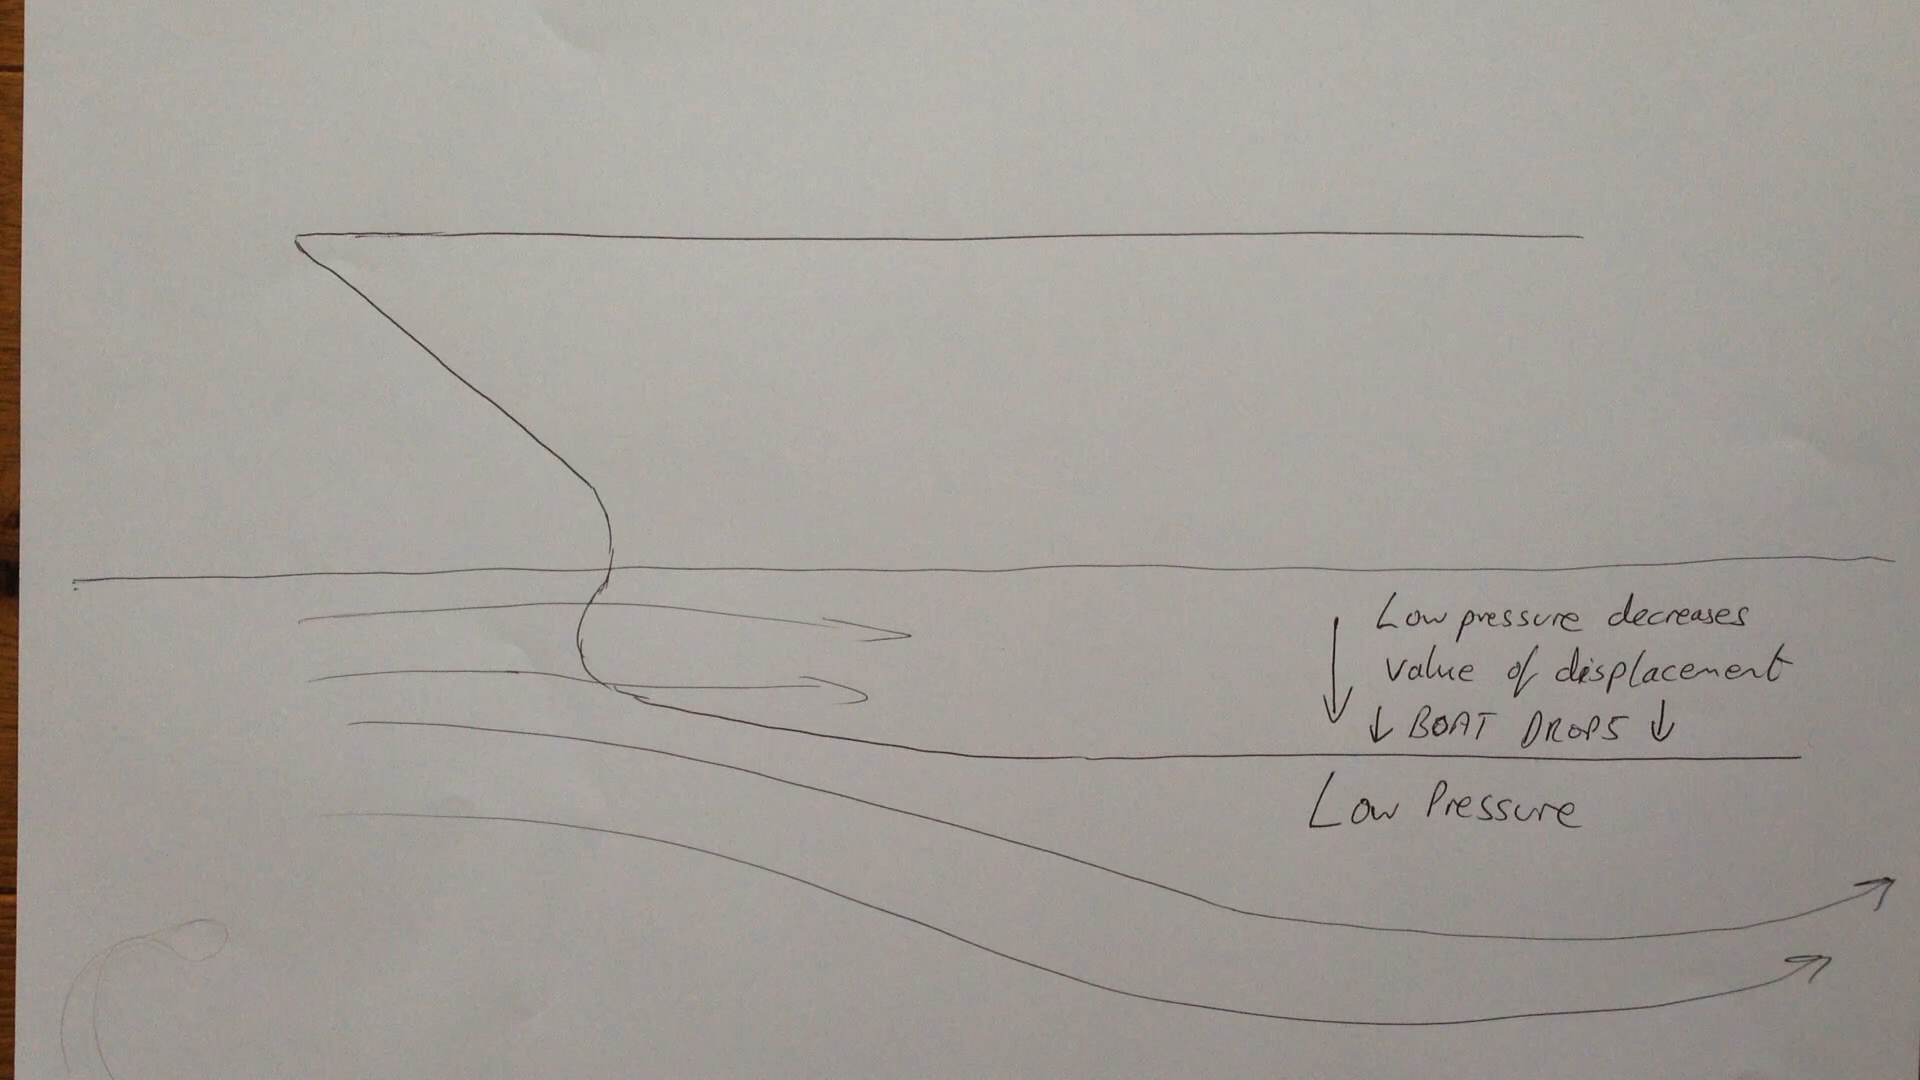 Low pressure decreases
value of displacement
↓ BOAT DROPS ↓
Low Pressure